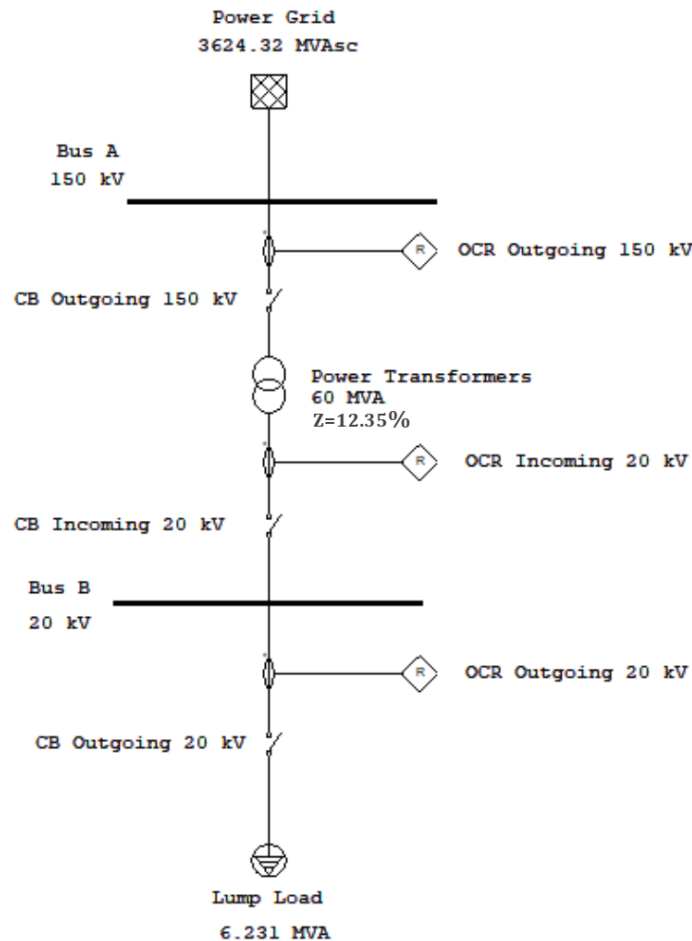 Power Grid
3624.32 MVAsc
Bus A
150 kV
R
OCR Outgoing 150 kV
CB Outgoing 150 kV
Power Transformers
60 MVA
Z=12.35%
R
OCR Incoming 20 kV
CB Incoming 20 kV
Bus B
20 kV
R
OCR Outgoing 20 kV
CB Outgoing 20 kV
Lump Load
6.231 MVA